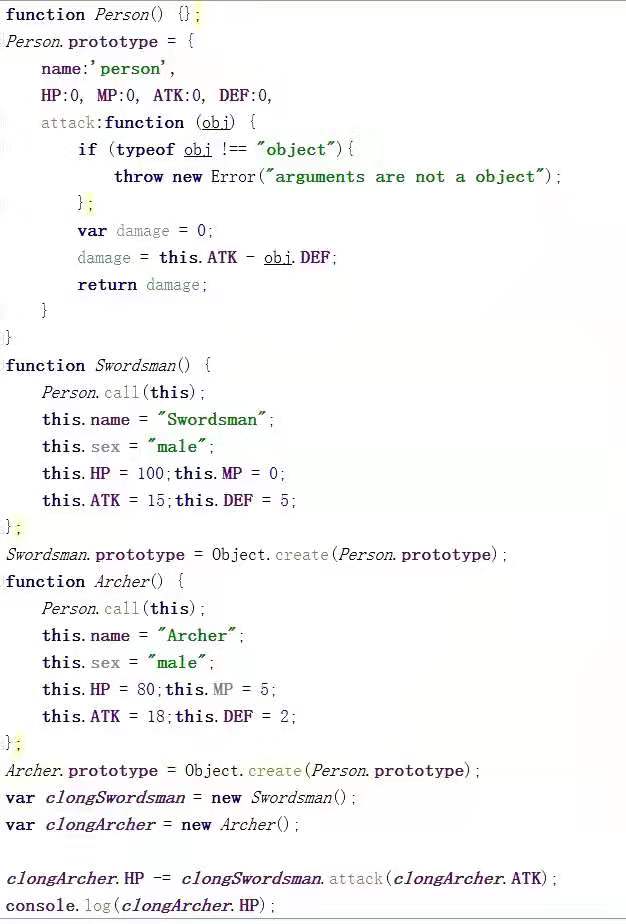 function Person() {};
Person.prototype = {
    name:'person',
    HP:0, MP:0, ATK:0, DEF:0,
    attack:function (obj) {
        if (typeof obj !== "object"){
            throw new Error("arguments are not a object");
        };
        var damage = 0;
        damage = this.ATK - obj.DEF;
        return damage;
    }
}
function Swordsman() {
    Person.call(this);
    this.name = "Swordsman";
    this.sex = "male";
    this.HP = 100;this.MP = 0;
    this.ATK = 15;this.DEF = 5;
};
Swordsman.prototype = Object.create(Person.prototype);
function Archer() {
    Person.call(this);
    this.name = "Archer";
    this.sex = "male";
    this.HP = 80;this.MP = 5;
    this.ATK = 18;this.DEF = 2;
};
Archer.prototype = Object.create(Person.prototype);
var clongSwordsman = new Swordsman();
var clongArcher = new Archer();

clongArcher.HP -= clongSwordsman.attack(clongArcher.ATK);
console.log(clongArcher.HP);